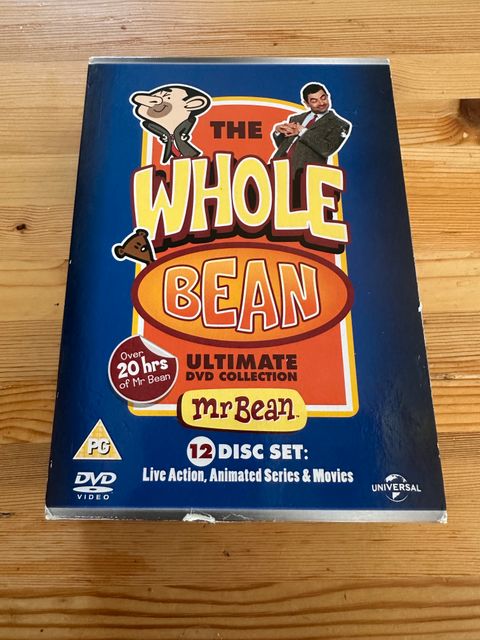 THE
WHOLE
BEAN
Over
20 hrs
of Mr Bean
ULTIMATE
DVD COLLECTION
mr Bean™
12 DISC SET:
Live Action, Animated Series & Movies
PG
DVD
VIDEO
UNIVERSAL